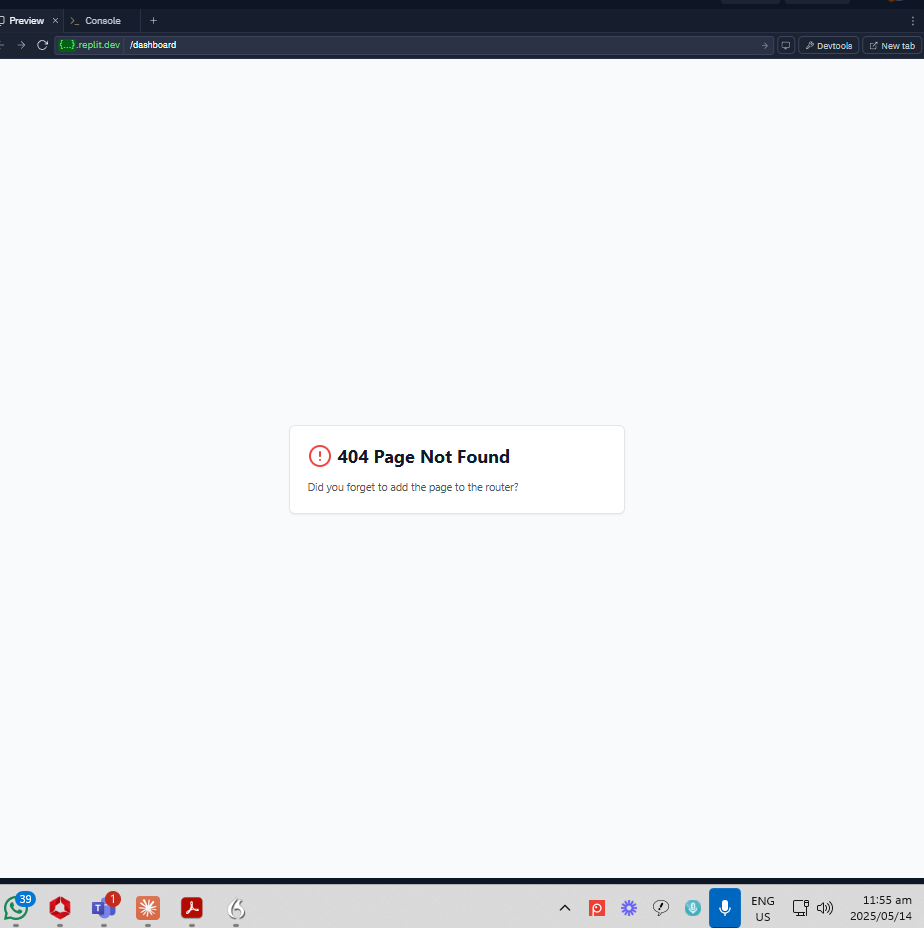 Preview
Console
{...}.replit.dev /dashboard
Devtools
New tab
404 Page Not Found
Did you forget to add the page to the router?
39
1
T
6
ENG
US
11:55 am
2025/05/14